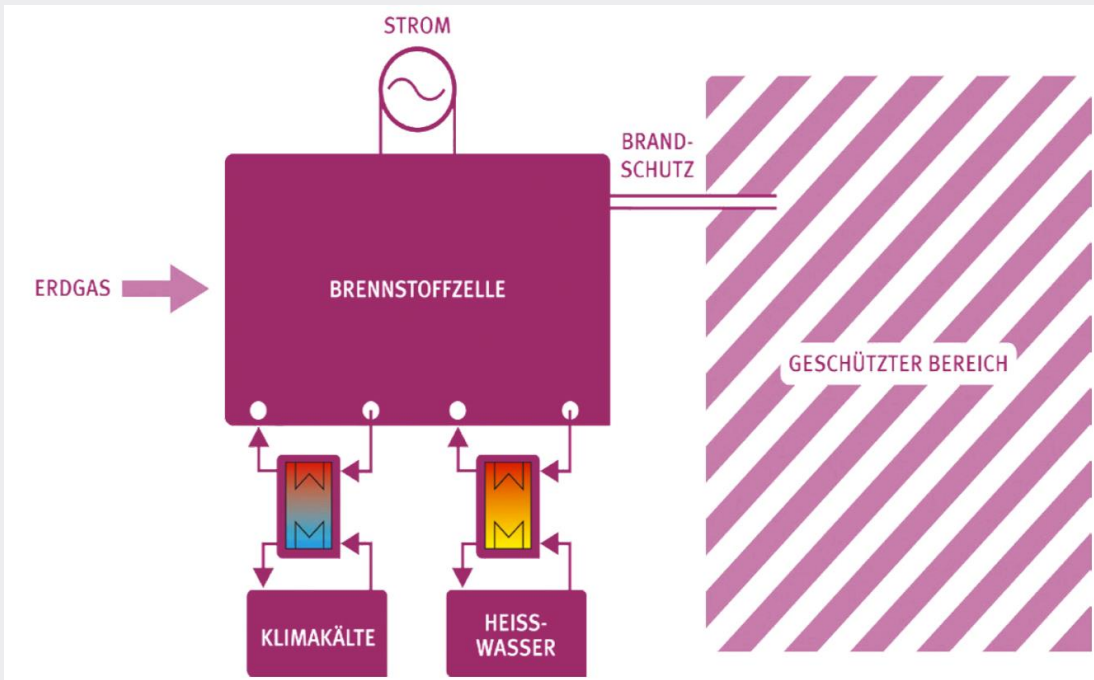 STROM
BRAND-
SCHUTZ
ERDGAS
BRENNSTOFFZELLE
GESCHÜTZTER BEREICH
KLIMAKÄLTE
HEISS-
WASSER